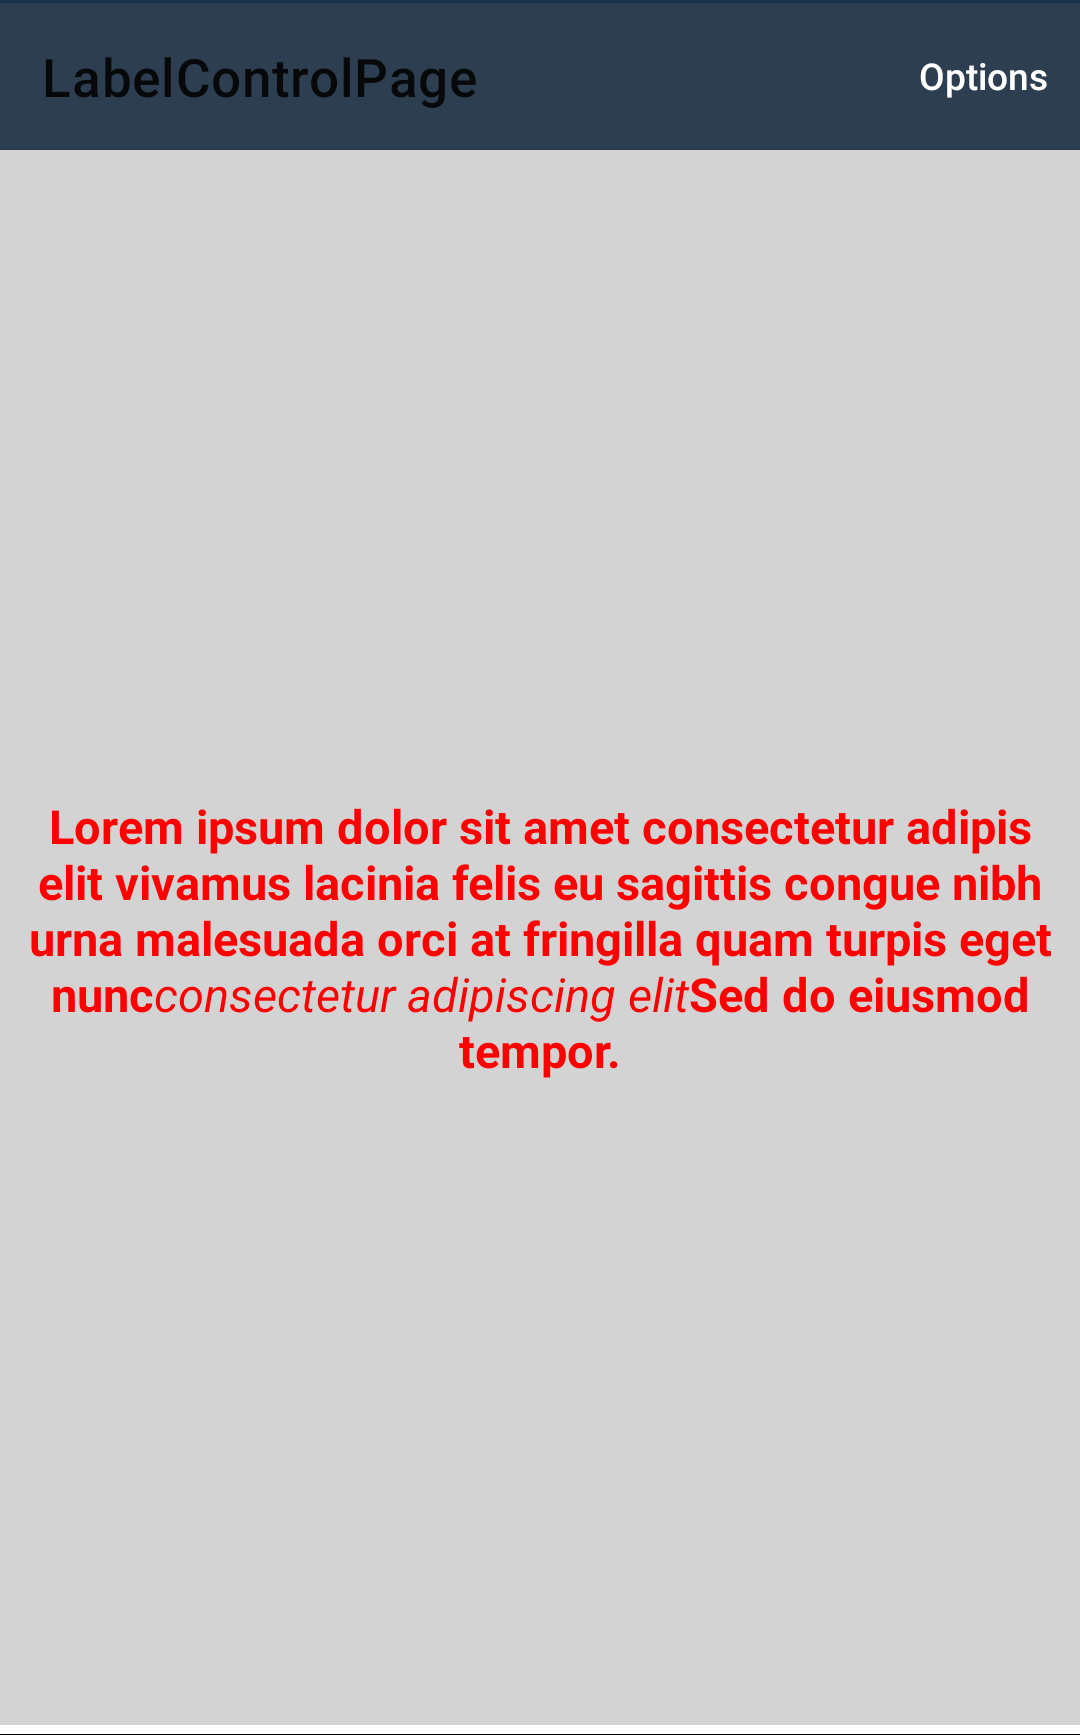 LabelControlPage
Options
Lorem ipsum dolor sit amet consectetur adipis
elit vivamus lacinia felis eu sagittis congue nibh
urna malesuada orci at fringilla quam turpis eget
nuncconsectetur adipiscing elitSed do eiusmod
tempor.